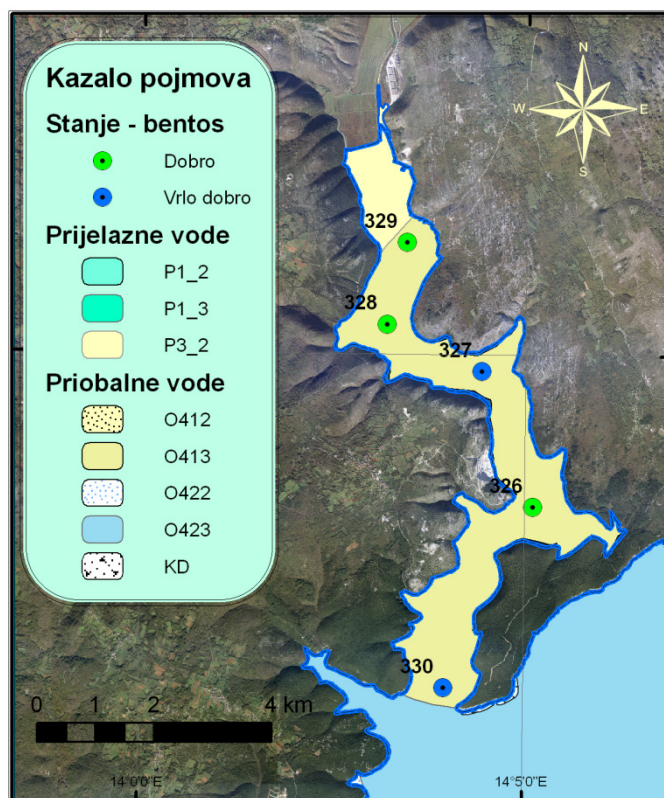 Kazalo pojmova
Stanje - bentos
Dobro
Vrlo dobro
Prijelazne vode
P1_2
P1_3
P3_2
Priobalne vode
O412
O413
O422
O423
KD
N
W
E
S
329
328
327
326
330
0 1 2 4 km
14°0'0"E
14°5'0"E